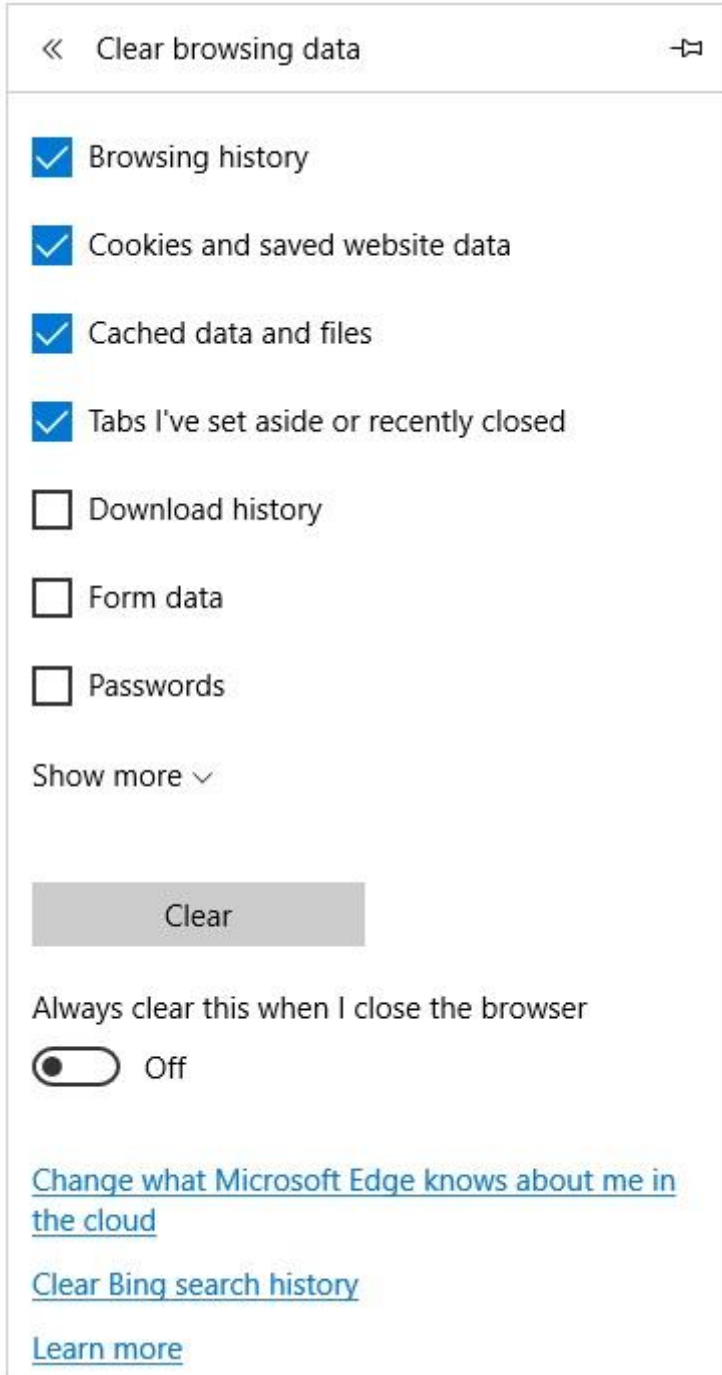 Clear browsing data
Browsing history
Cookies and saved website data
Cached data and files
Tabs I've set aside or recently closed
Download history
Form data
Passwords
Show more
Clear
Always clear this when I close the browser
Off
Change what Microsoft Edge knows about me in
the cloud
Clear Bing search history
Learn more